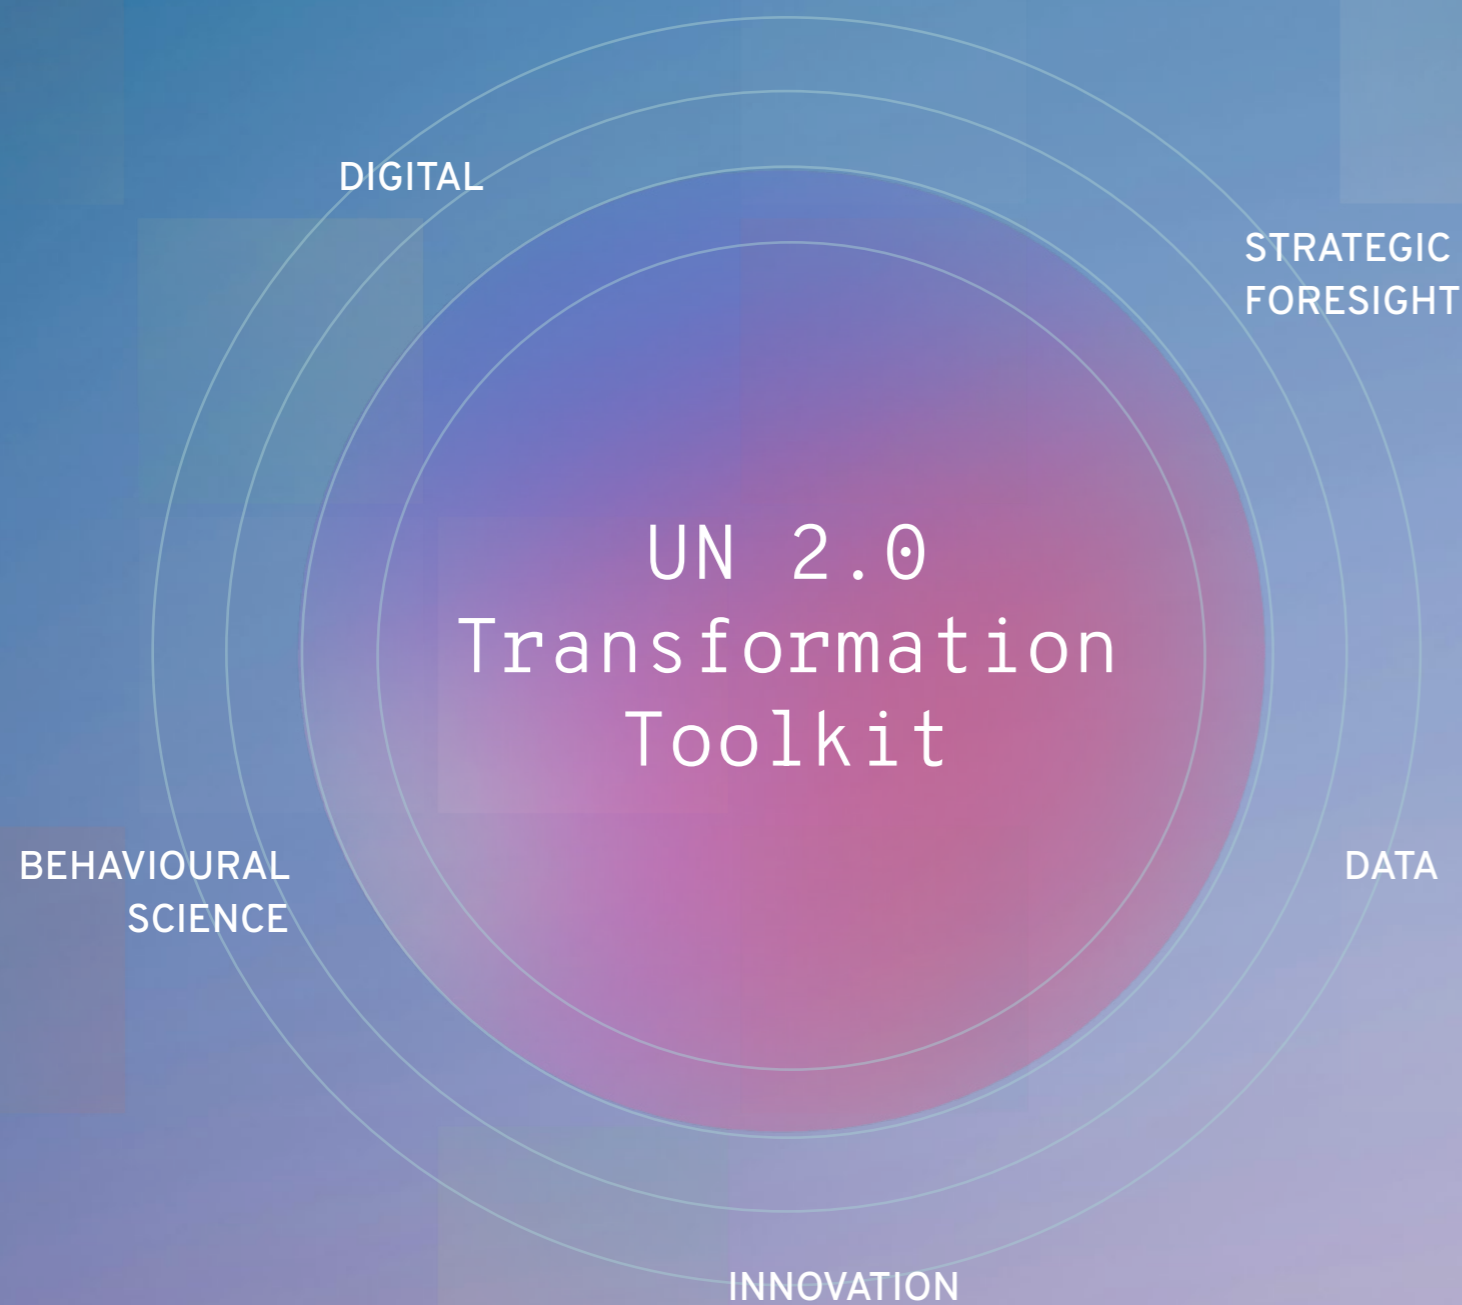 DIGITAL
STRATEGIC
FORESIGHT
UN 2.0
Transformation
Toolkit
BEHAVIOURAL
SCIENCE
DATA
INNOVATION